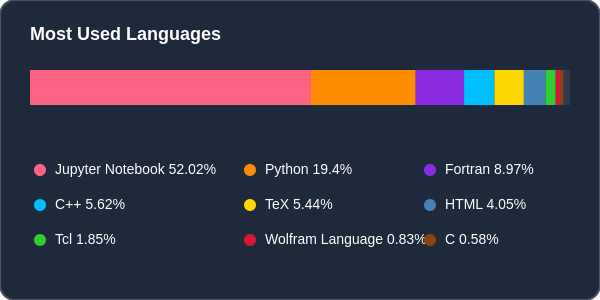 Most Used Languages
Jupyter Notebook 52.02% Python 19.4% Fortran 8.97%
C++ 5.62% TeX 5.44% HTML 4.05%
Tcl 1.85% Wolfram Language 0.83% C 0.58%